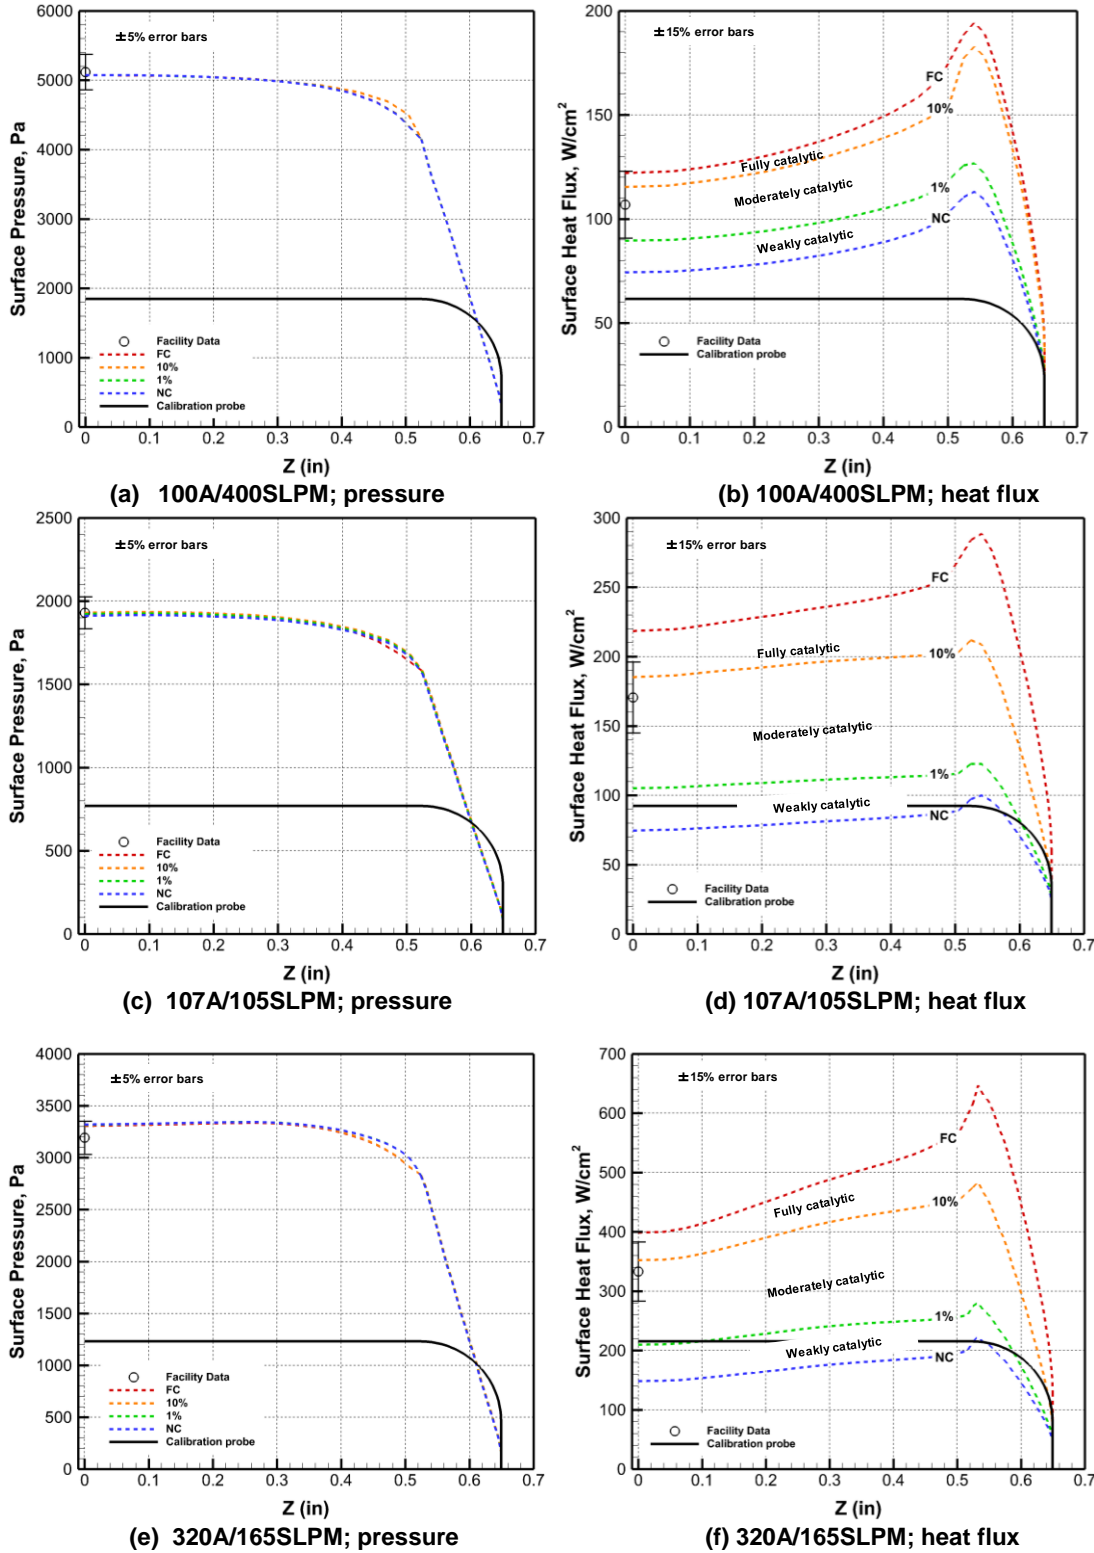 6000
5000
4000
3000
2000
1000
0
Surface Pressure, Pa
±5% error bars
Facility Data
FC
10%
1%
NC
Calibration probe
0 0.1 0.2 0.3 0.4 0.5 0.6 0.7
Z (in)
(a) 100A/400SLPM; pressure
200
150
100
50
0
Surface Heat Flux, W/cm²
±15% error bars
FC
10%
Fully catalytic
Moderately catalytic
1%
NC
Weakly catalytic
Facility Data
Calibration probe
0 0.1 0.2 0.3 0.4 0.5 0.6 0.7
Z (in)
(b) 100A/400SLPM; heat flux
2500
2000
1500
1000
500
0
Surface Pressure, Pa
±5% error bars
Facility Data
FC
10%
1%
NC
Calibration probe
0 0.1 0.2 0.3 0.4 0.5 0.6 0.7
Z (in)
(c) 107A/105SLPM; pressure
300
250
200
150
100
50
0
Surface Heat Flux, W/cm²
±15% error bars
FC
Fully catalytic
10%
Moderately catalytic
1%
Weakly catalytic
NC
Facility Data
Calibration probe
0 0.1 0.2 0.3 0.4 0.5 0.6 0.7
Z (in)
(d) 107A/105SLPM; heat flux
4000
3500
3000
2500
2000
1500
1000
500
0
Surface Pressure, Pa
±5% error bars
Facility Data
FC
10%
1%
NC
Calibration probe
0 0.1 0.2 0.3 0.4 0.5 0.6 0.7
Z (in)
(e) 320A/165SLPM; pressure
700
600
500
400
300
200
100
0
Surface Heat Flux, W/cm²
±15% error bars
FC
Fully catalytic
10%
Moderately catalytic
1%
Weakly catalytic
NC
Facility Data
Calibration probe
0 0.1 0.2 0.3 0.4 0.5 0.6 0.7
Z (in)
(f) 320A/165SLPM; heat flux